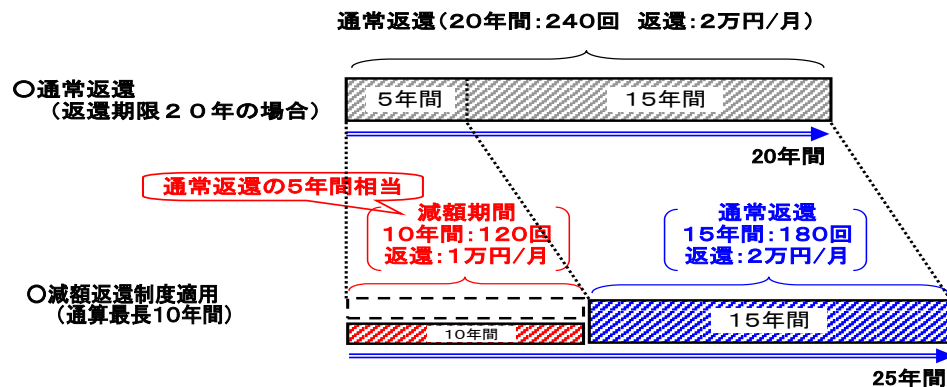 通常返還(20年間:240回 返還:2万円/月)
○通常返還
(返還期限20年の場合)
5年間
15年間
20年間
通常返還の5年間相当
減額期間
10年間:120回
返還:1万円/月
通常返還
15年間:180回
返還:2万円/月
○減額返還制度適用
(通算最長10年間)
10年間
15年間
25年間